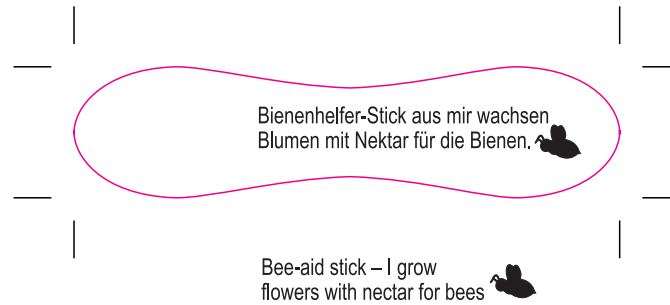 Bienenhelfer-Stick aus mir wachsen
Blumen mit Nektar für die Bienen.
Bee-aid stick – I grow
flowers with nectar for bees